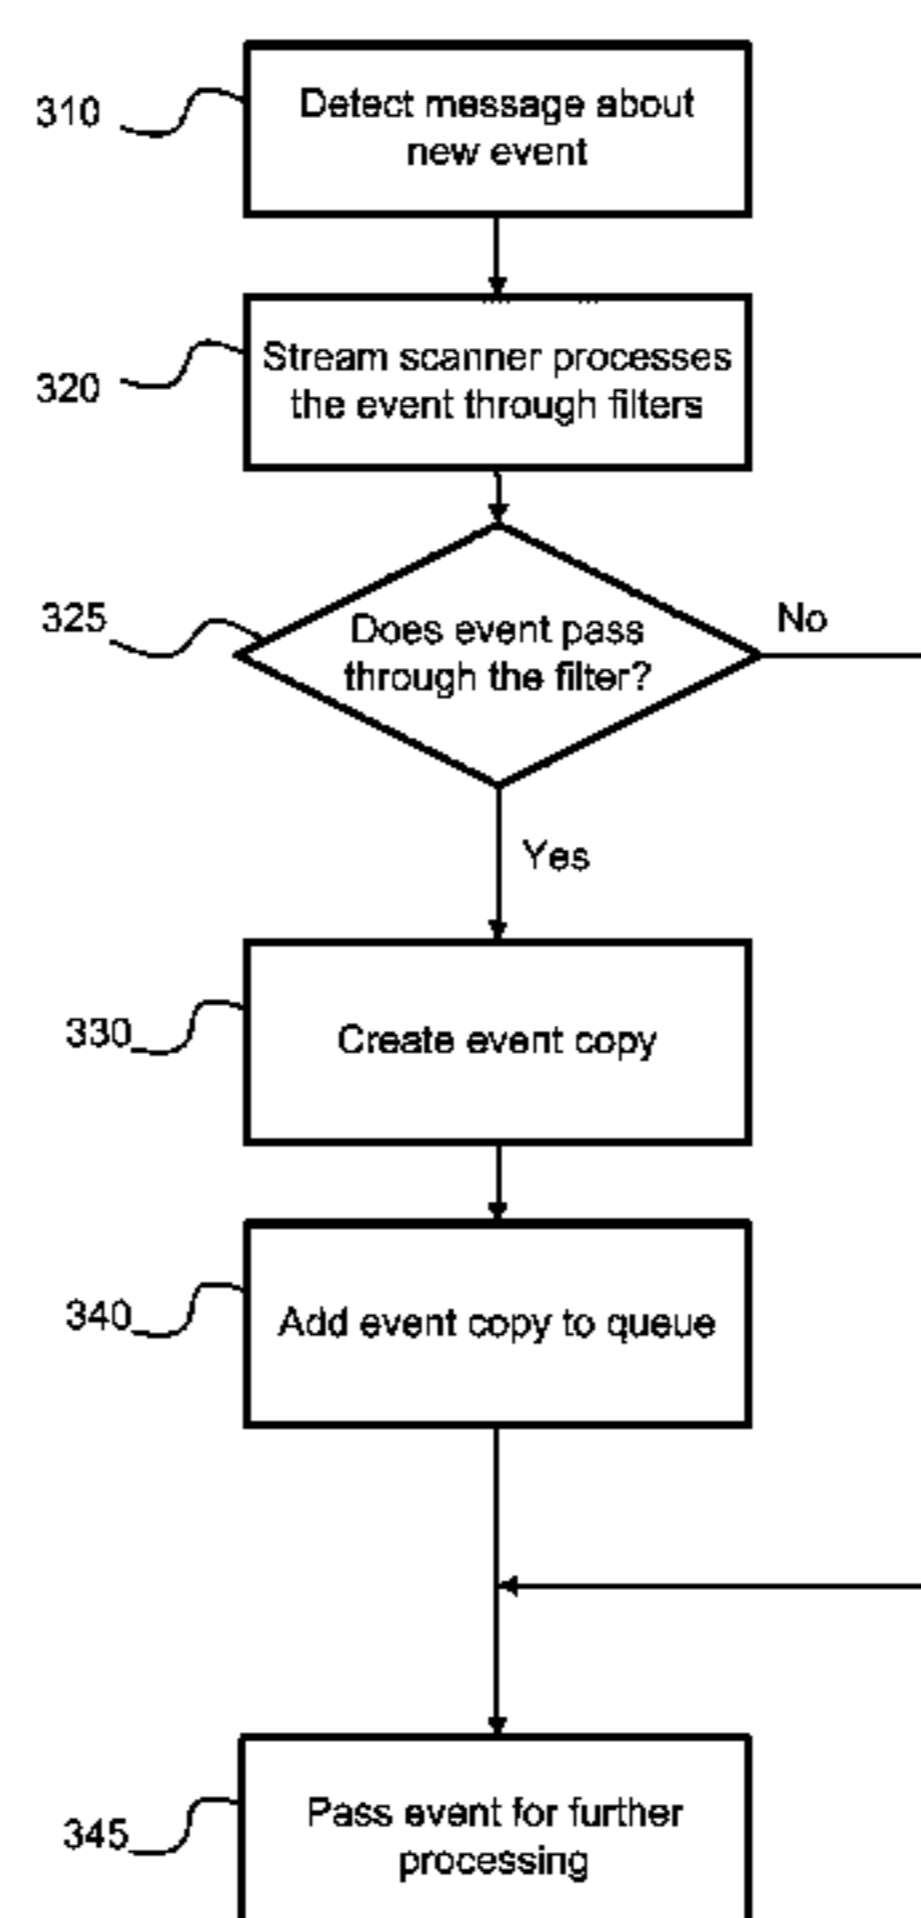 310
Detect message about
new event
320
Stream scanner processes
the event through filters
325
Does event pass
through the filter?
No
Yes
330
Create event copy
340
Add event copy to queue
345
Pass event for further
processing